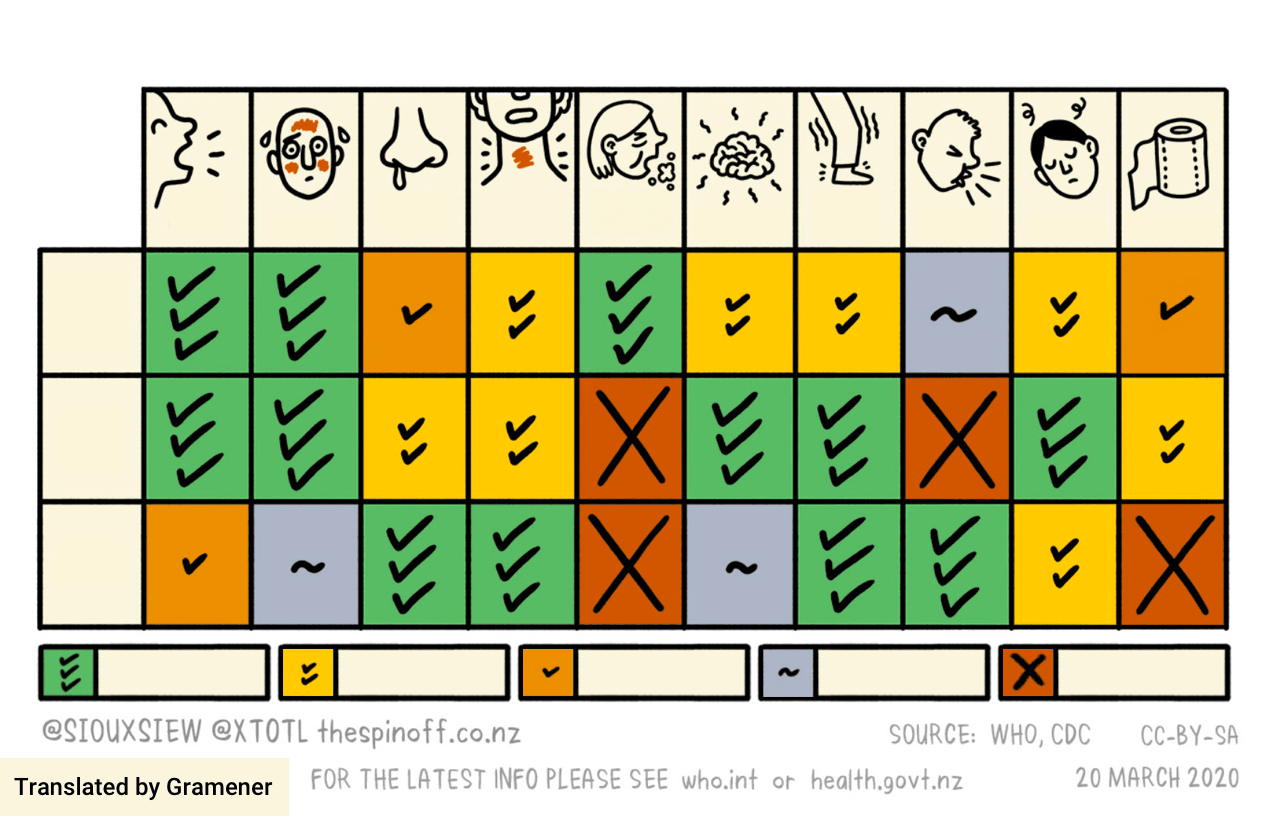 @SIOUXSIEW @XTOTL thespinoff.co.nz
SOURCE: WHO, CDC
CC-BY-SA
Translated by Gramener
FOR THE LATEST INFO PLEASE SEE who.int or health.govt.nz
20 MARCH 2020